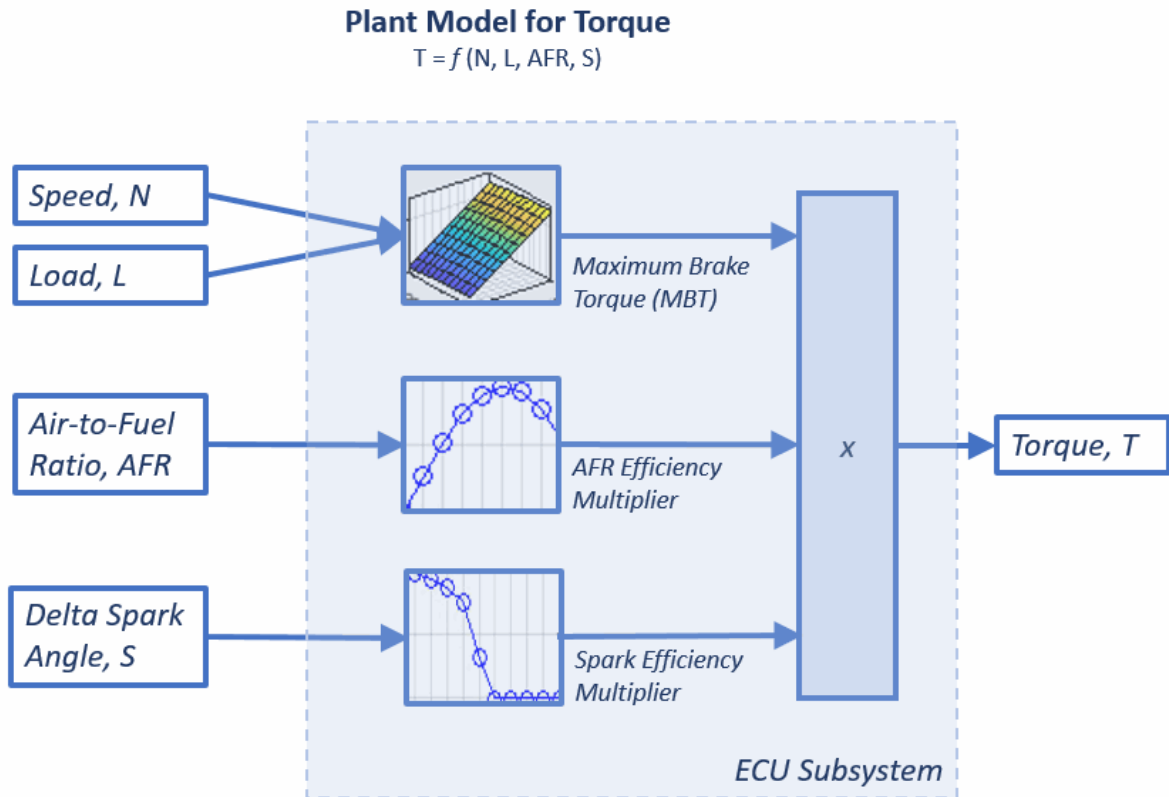 Plant Model for Torque
T = f (N, L, AFR, S)
Speed, N
Load, L
Maximum Brake
Torque (MBT)
Air-to-Fuel
Ratio, AFR
AFR Efficiency
Multiplier
x
Torque, T
Delta Spark
Angle, S
Spark Efficiency
Multiplier
ECU Subsystem